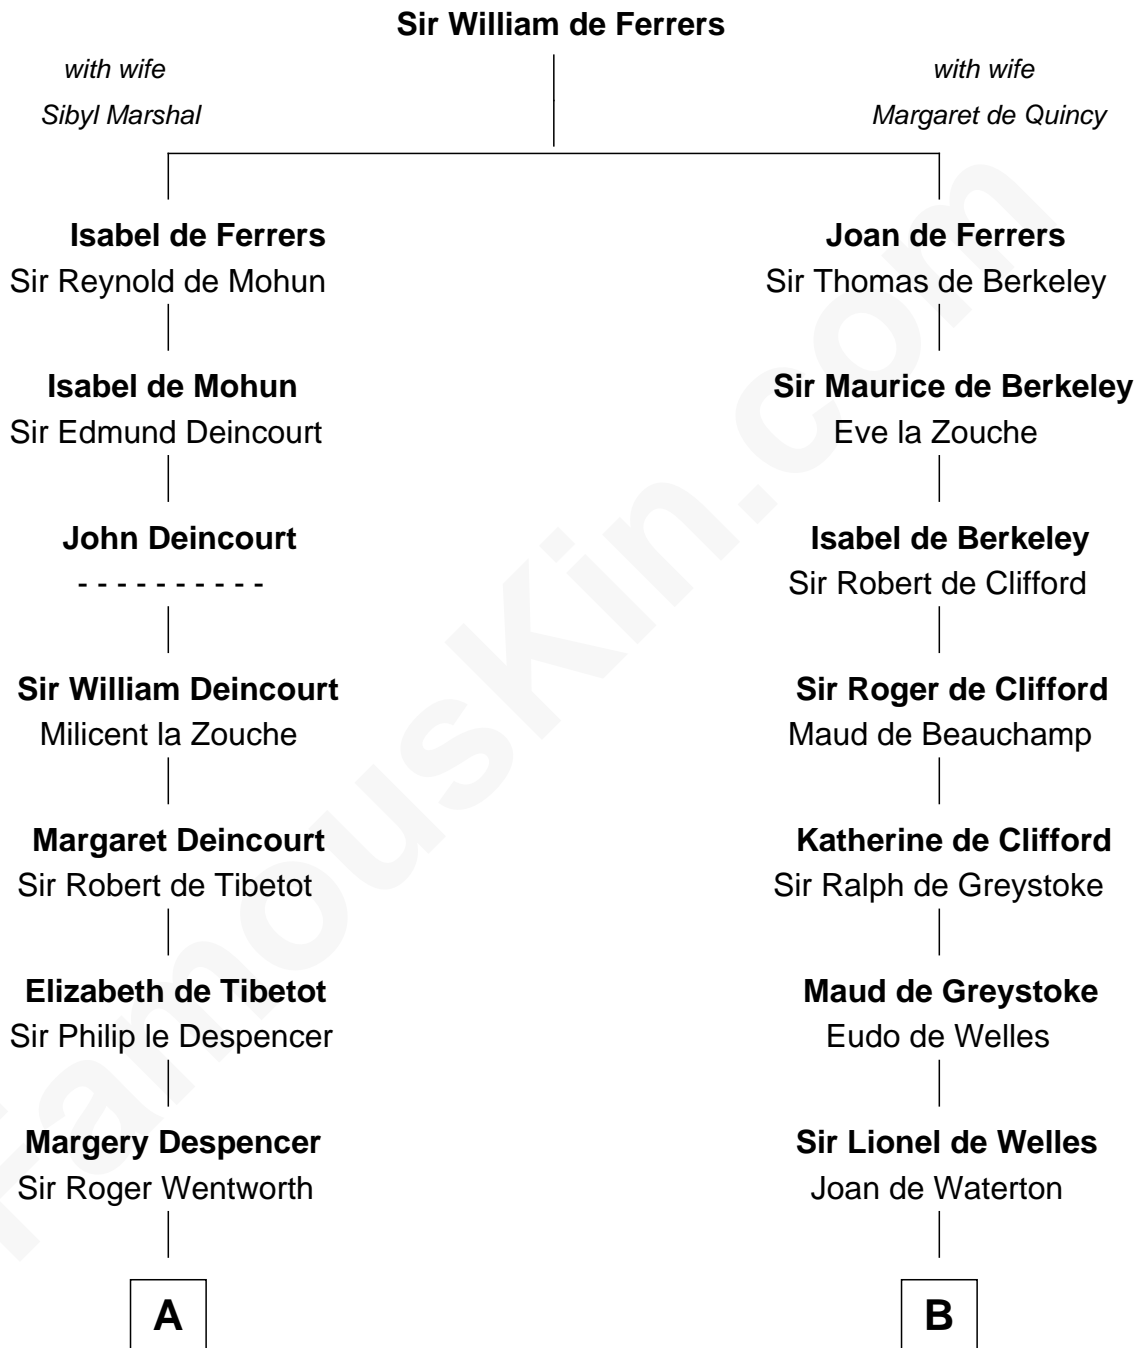 Sir William de Ferrers
with wife
Sibyl Marshal
with wife
Margaret de Quincy
Isabel de Ferrers
Sir Reynold de Mohun
Joan de Ferrers
Sir Thomas de Berkeley
Isabel de Mohun
Sir Edmund Deincourt
Sir Maurice de Berkeley
Eve la Zouche
John Deincourt
- - - - - - - - - -
Isabel de Berkeley
Sir Robert de Clifford
Sir William Deincourt
Milicent la Zouche
Sir Roger de Clifford
Maud de Beauchamp
Margaret Deincourt
Sir Robert de Tibetot
Katherine de Clifford
Sir Ralph de Greystoke
Elizabeth de Tibetot
Sir Philip le Despencer
Maud de Greystoke
Eudo de Welles
Margery Despencer
Sir Roger Wentworth
Sir Lionel de Welles
Joan de Waterton
A
B
FamousKin.com